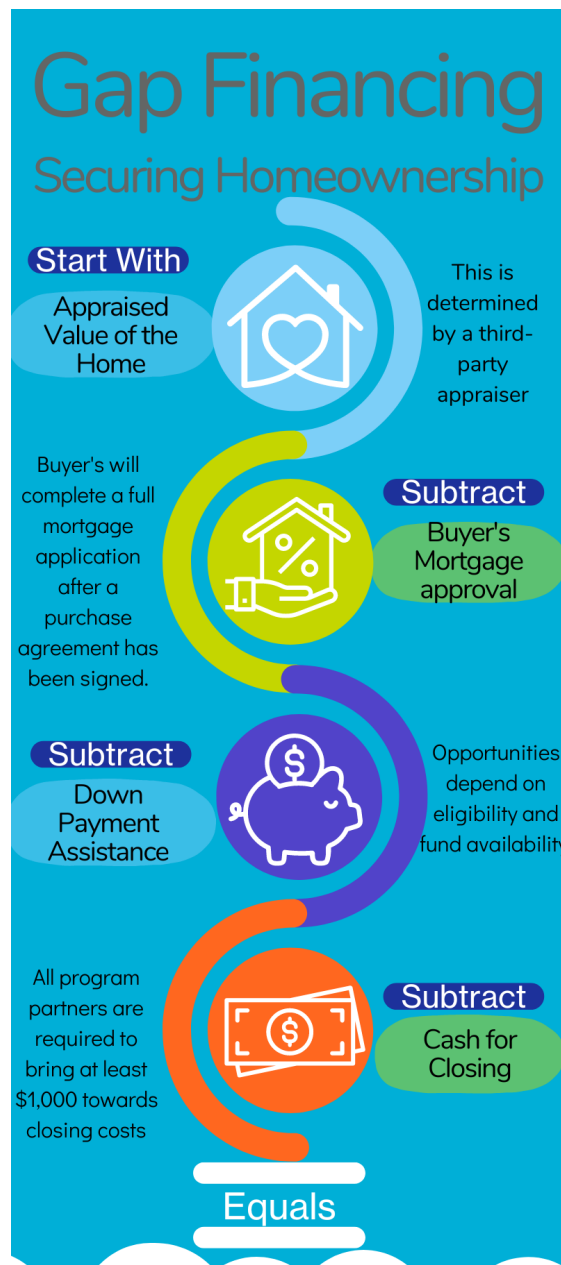 Gap Financing
Securing Homeownership
Start With
Appraised
Value of the
Home
This is
determined
by a third-
party
appraiser
Buyer's will
complete a full
mortgage
application
after a
purchase
agreement has
been signed.
Subtract
Buyer's
Mortgage
approval
%
Subtract
Down
Payment
Assistance
$
Opportunities
depend on
eligibility and
fund availability
All program
partners are
required to
bring at least
$1,000 towards
closing costs
$
Subtract
Cash for
Closing
Equals